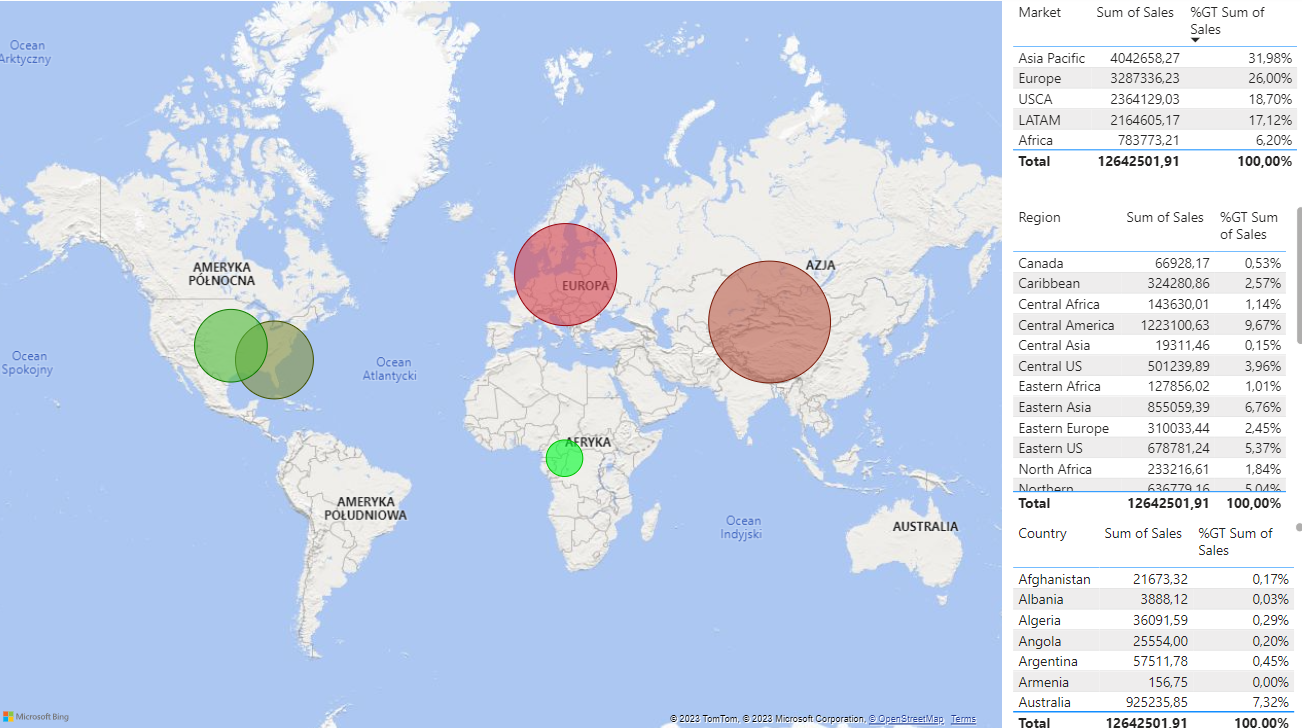 Ocean
Arktyczny
AMERYKA
PÓŁNOCNA
EUROPA
AZJA
Ocean
Spokojny
Ocean
Atlantycki
AFRYKA
AMERYKA
POŁUDNIOWA
Ocean
Indyjski
AUSTRALIA
Microsoft Bing
© 2023 TomTom, © 2023 Microsoft Corporation, © OpenStreetMap Terms
Market Sum of Sales %GT Sum of
Sales
Asia Pacific 4042658,27 31,98%
Europe 3287336,23 26,00%
USCA 2364129,03 18,70%
LATAM 2164605,17 17,12%
Africa 783773,21 6,20%
Total 12642501,91 100,00%
Region Sum of Sales %GT Sum
of Sales
Canada 66928,17 0,53%
Caribbean 324280,86 2,57%
Central Africa 143630,01 1,14%
Central America 1223100,63 9,67%
Central Asia 19311,46 0,15%
Central US 501239,89 3,96%
Eastern Africa 127856,02 1,01%
Eastern Asia 855059,39 6,76%
Eastern Europe 310033,44 2,45%
Eastern US 678781,24 5,37%
North Africa 233216,61 1,84%
Northern 636779,16 5,04%
Total 12642501,91 100,00%
Country Sum of Sales %GT Sum of
Sales
Afghanistan 21673,32 0,17%
Albania 3888,12 0,03%
Algeria 36091,59 0,29%
Angola 25554,00 0,20%
Argentina 57511,78 0,45%
Armenia 156,75 0,00%
Australia 925235,85 7,32%
Total 12642501,91 100,00%